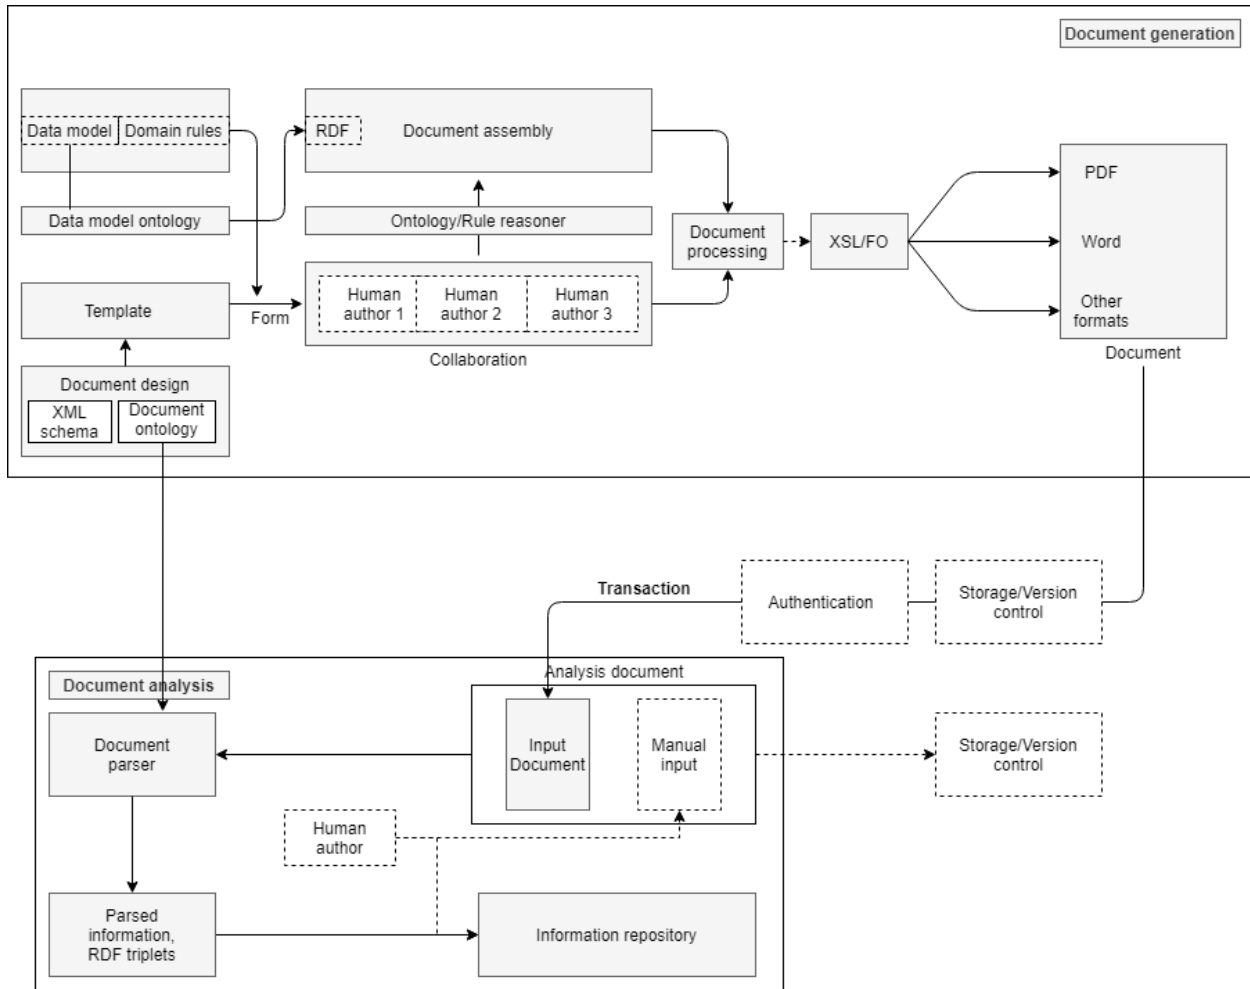 Document generation
Data model
Domain rules
RDF
Document assembly
Data model ontology
Ontology/Rule reasoner
Document
processing
XSL/FO
PDF
Word
Other
formats
Document
Template
Form
Human
author 1
Human
author 2
Human
author 3
Collaboration
Document design
XML
schema
Document
ontology
Transaction
Authentication
Storage/Version
control
Document analysis
Analysis document
Document
parser
Input
Document
Manual
input
Storage/Version
control
Human
author
Parsed
information,
RDF triplets
Information repository